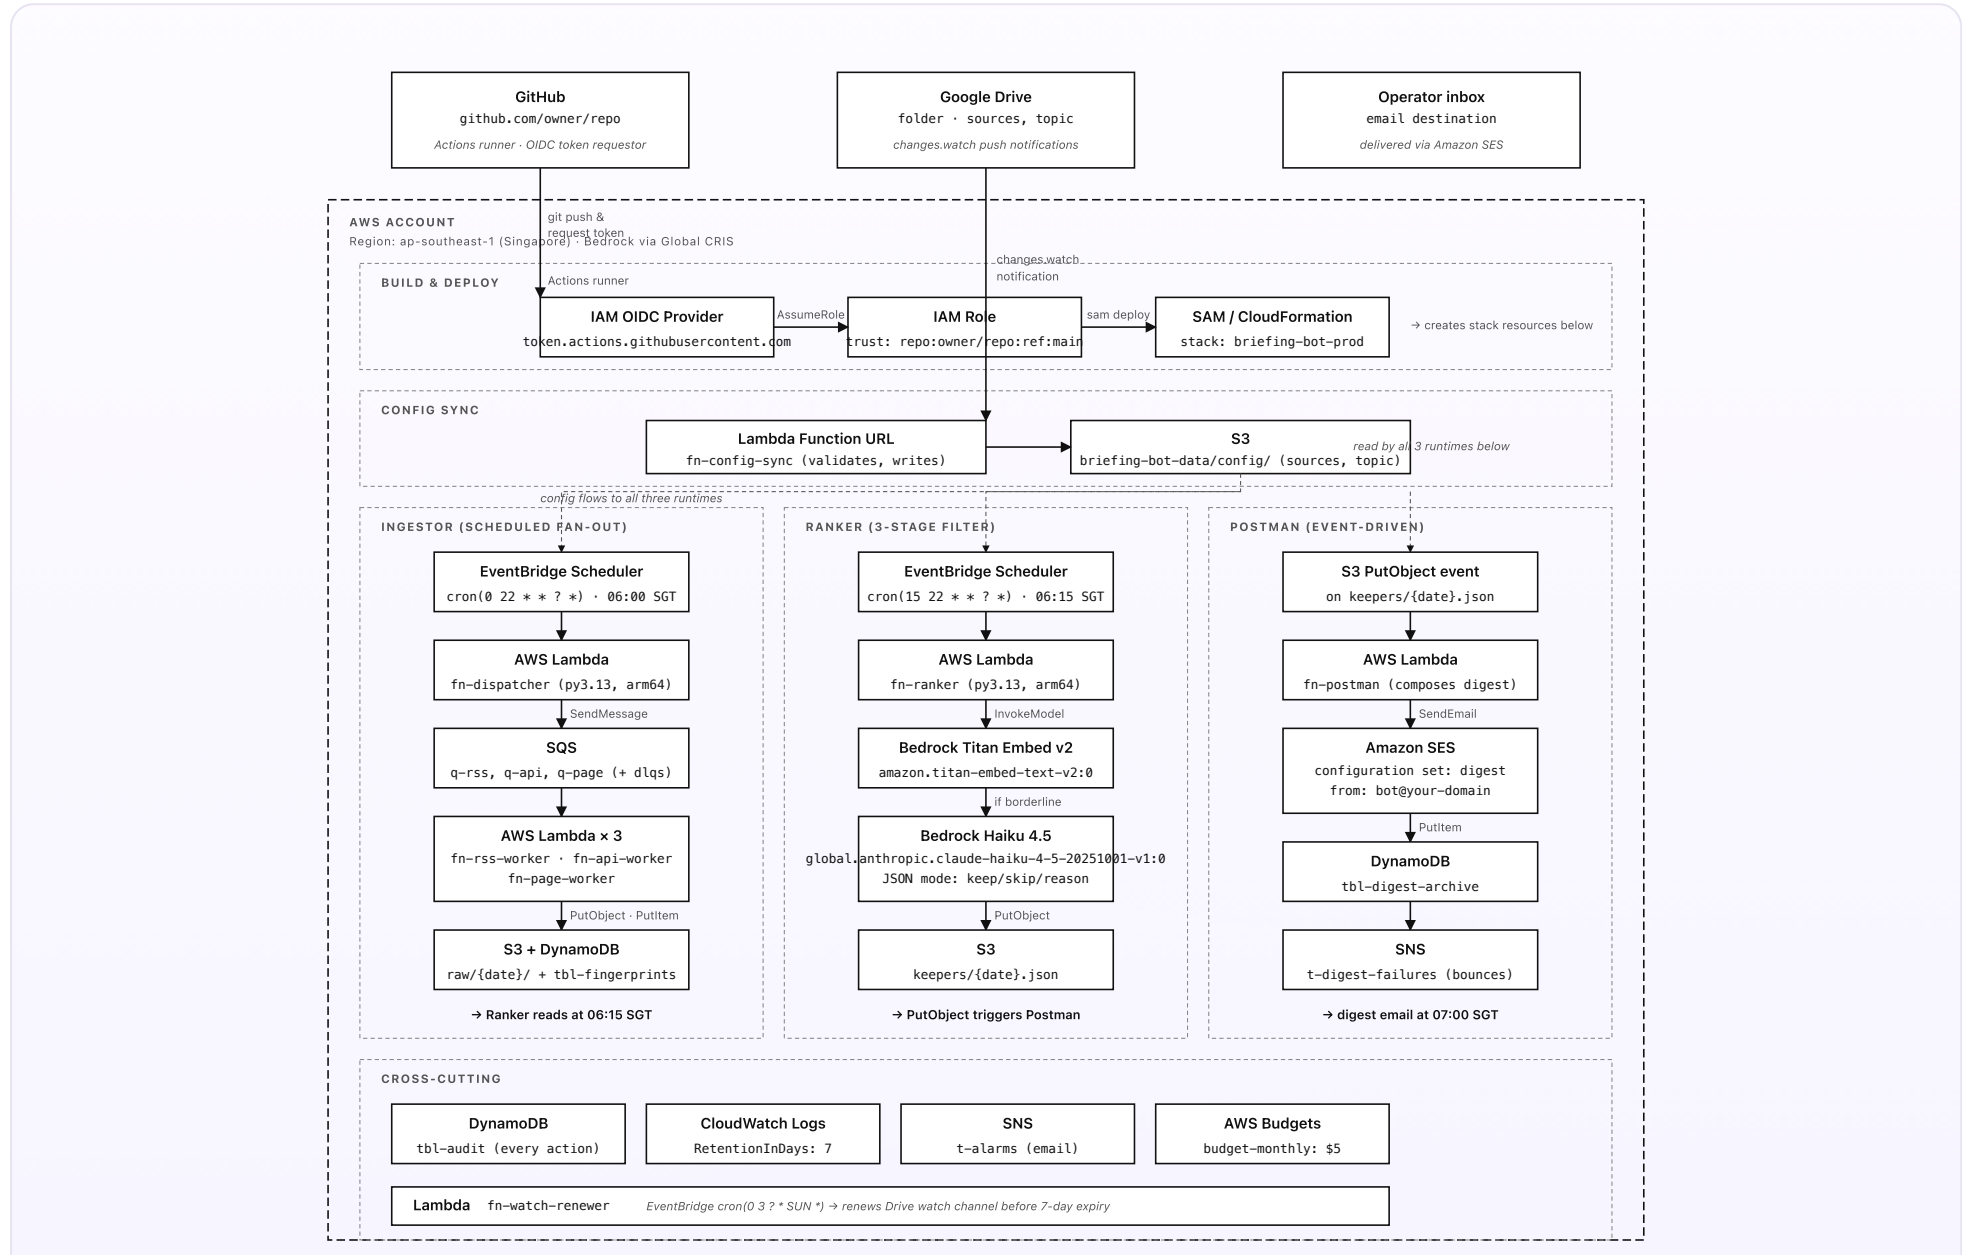 GitHub
github.com/owner/repo
Actions runner · OIDC token requestor
Google Drive
folder · sources, topic
changes.watch push notifications
Operator inbox
email destination
delivered via Amazon SES
AWS ACCOUNT
Region: ap-southeast-1 (Singapore) · Bedrock via Global CRIS
git push &
request token
Actions runner
changes.watch
notification
BUILD & DEPLOY
IAM OIDC Provider
token.actions.githubusercontent.com
AssumeRole
IAM Role
trust: repo:owner/repo:ref:main
sam deploy
SAM / CloudFormation
stack: briefing-bot-prod
→ creates stack resources below
CONFIG SYNC
Lambda Function URL
fn-config-sync (validates, writes)
S3
briefing-bot-data/config/ (sources, topic)
read by all 3 runtimes below
config flows to all three runtimes
INGESTOR (SCHEDULED FAN-OUT)
EventBridge Scheduler
cron(0 22 * * ? *) · 06:00 SGT
AWS Lambda
fn-dispatcher (py3.13, arm64)
SendMessage
SQS
q-rss, q-api, q-page (+ dlqs)
AWS Lambda × 3
fn-rss-worker · fn-api-worker
fn-page-worker
PutObject · PutItem
S3 + DynamoDB
raw/{date}/ + tbl-fingerprints
→ Ranker reads at 06:15 SGT
RANKER (3-STAGE FILTER)
EventBridge Scheduler
cron(15 22 * * ? *) · 06:15 SGT
AWS Lambda
fn-ranker (py3.13, arm64)
InvokeModel
Bedrock Titan Embed v2
amazon.titan-embed-text-v2:0
if borderline
Bedrock Haiku 4.5
global.anthropic.claude-haiku-4-5-20251001-v1:0
JSON mode: keep/skip/reason
PutObject
S3
keepers/{date}.json
→ PutObject triggers Postman
POSTMAN (EVENT-DRIVEN)
S3 PutObject event
on keepers/{date}.json
AWS Lambda
fn-postman (composes digest)
SendEmail
Amazon SES
configuration set: digest
from: bot@your-domain
PutItem
DynamoDB
tbl-digest-archive
SNS
t-digest-failures (bounces)
→ digest email at 07:00 SGT
CROSS-CUTTING
DynamoDB
tbl-audit (every action)
CloudWatch Logs
RetentionInDays: 7
SNS
t-alarms (email)
AWS Budgets
budget-monthly: $5
Lambda fn-watch-renewer EventBridge cron(0 3 ? * SUN *) → renews Drive watch channel before 7-day expiry